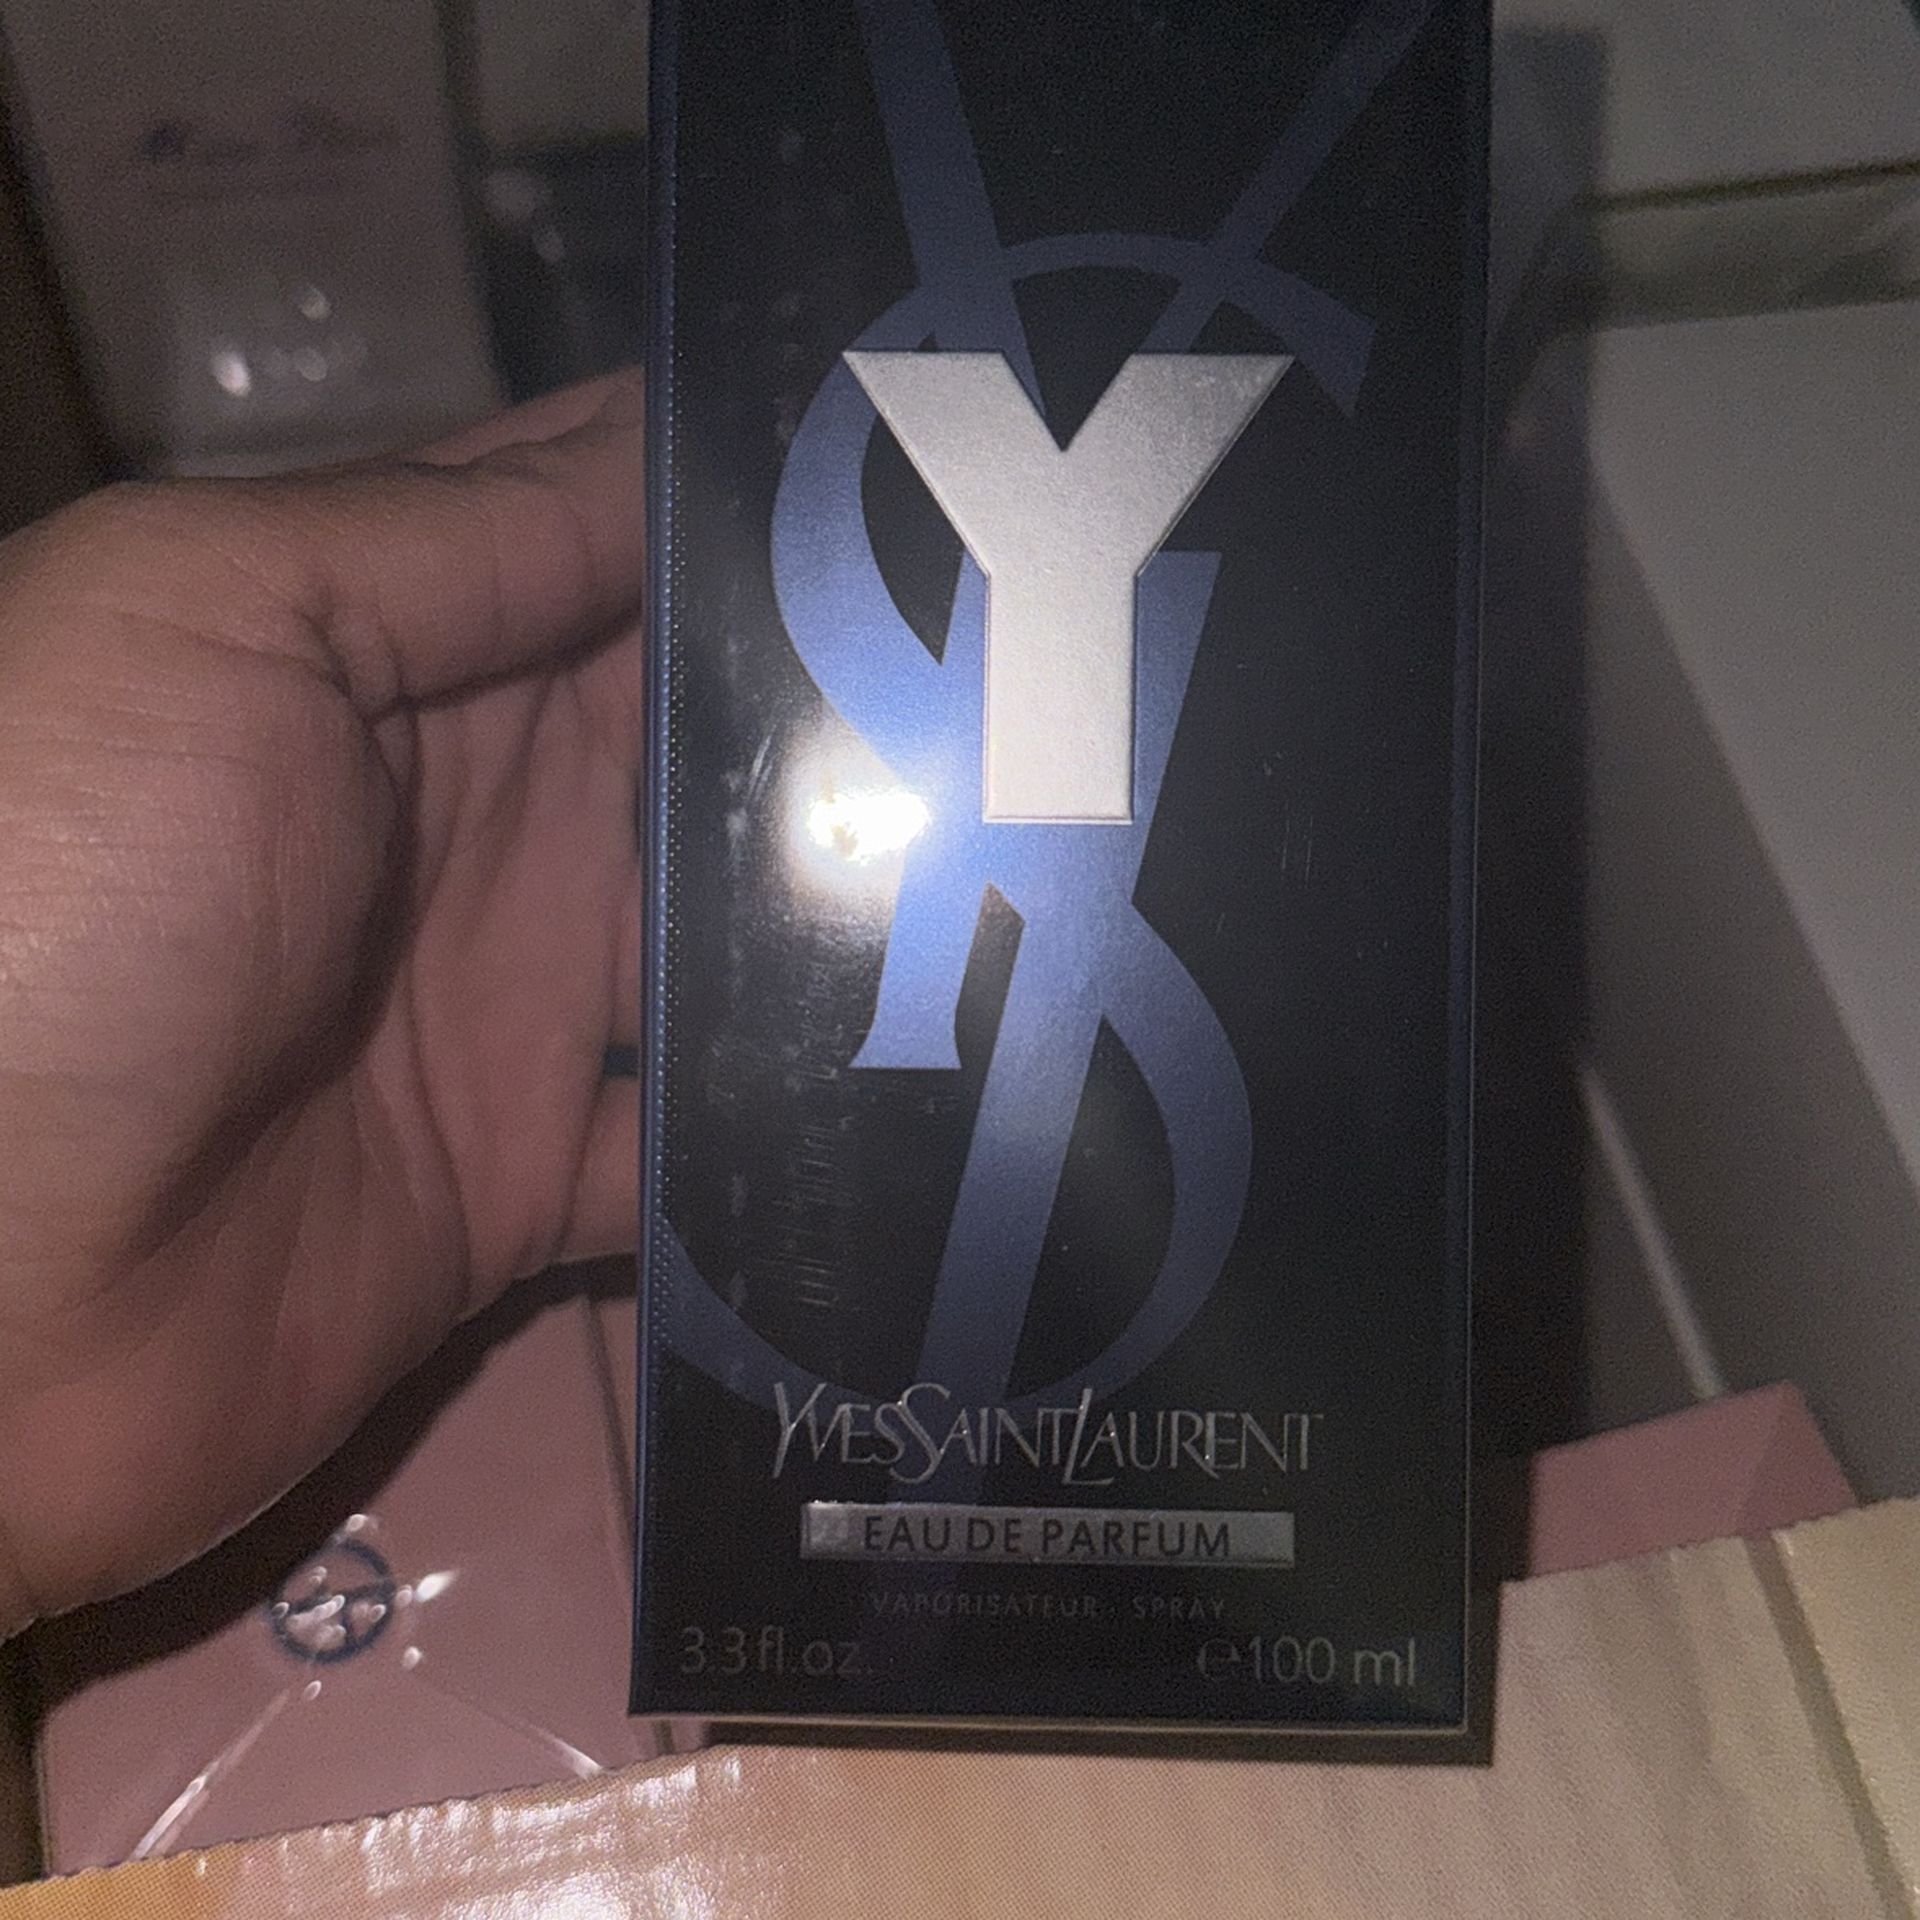 Y
YVESSAINTLAURENT
EAU DE PARFUM
VAPORISATEUR · SPRAY
3.3 fl.oz. ℮100 ml